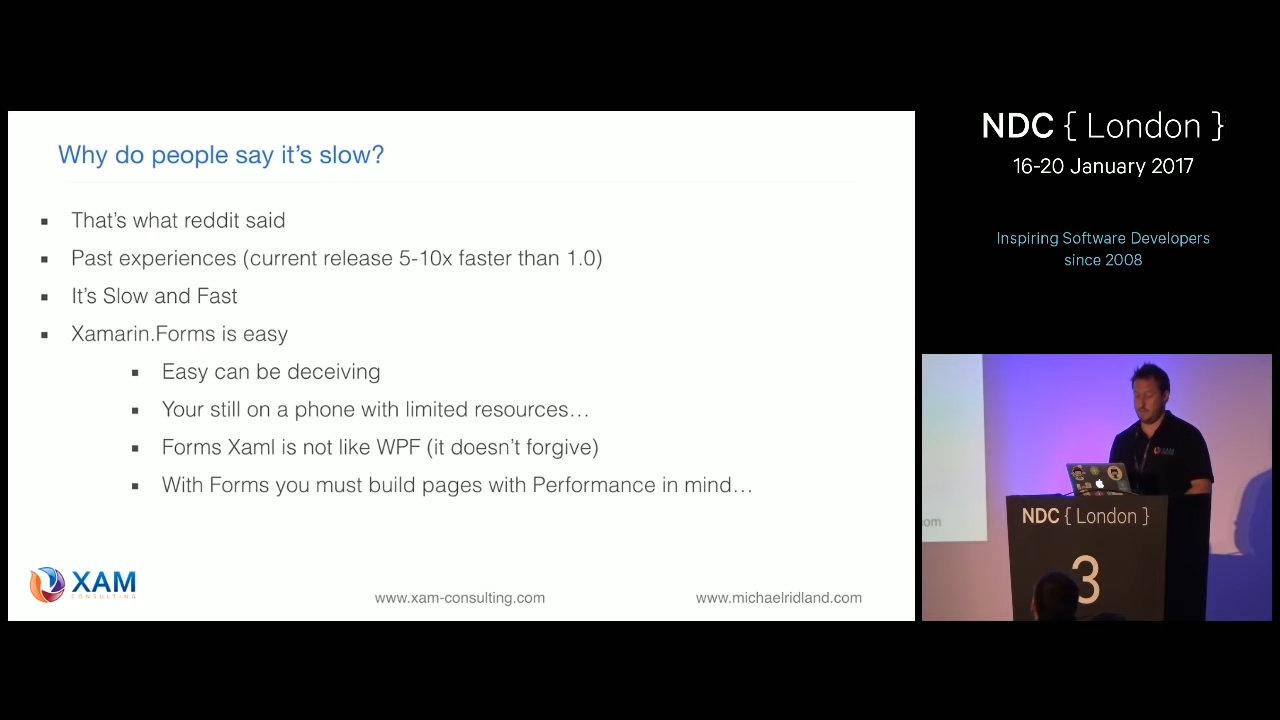 Why do people say it's slow?
That's what reddit said
Past experiences (current release 5-10x faster than 1.0)
It's Slow and Fast
Xamarin.Forms is easy
Easy can be deceiving
Your still on a phone with limited resources…
Forms Xaml is not like WPF (it doesn't forgive)
With Forms you must build pages with Performance in mind…
XAM
CONSULTING
www.xam-consulting.com
www.michaelridland.com
NDC { London }
16-20 January 2017
Inspiring Software Developers
since 2008
XAM
om
NDC { London }
3